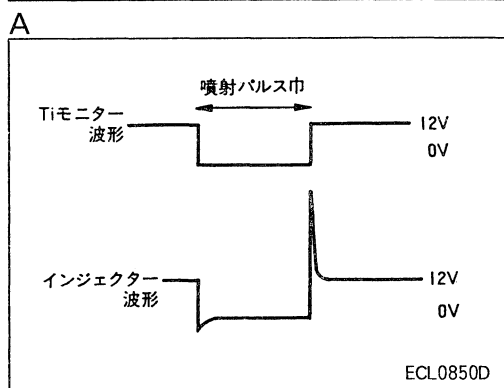 A
噴射パルス巾
Tiモニター
波形
12V
0V
インジェクター
波形
12V
0V
ECL0850D